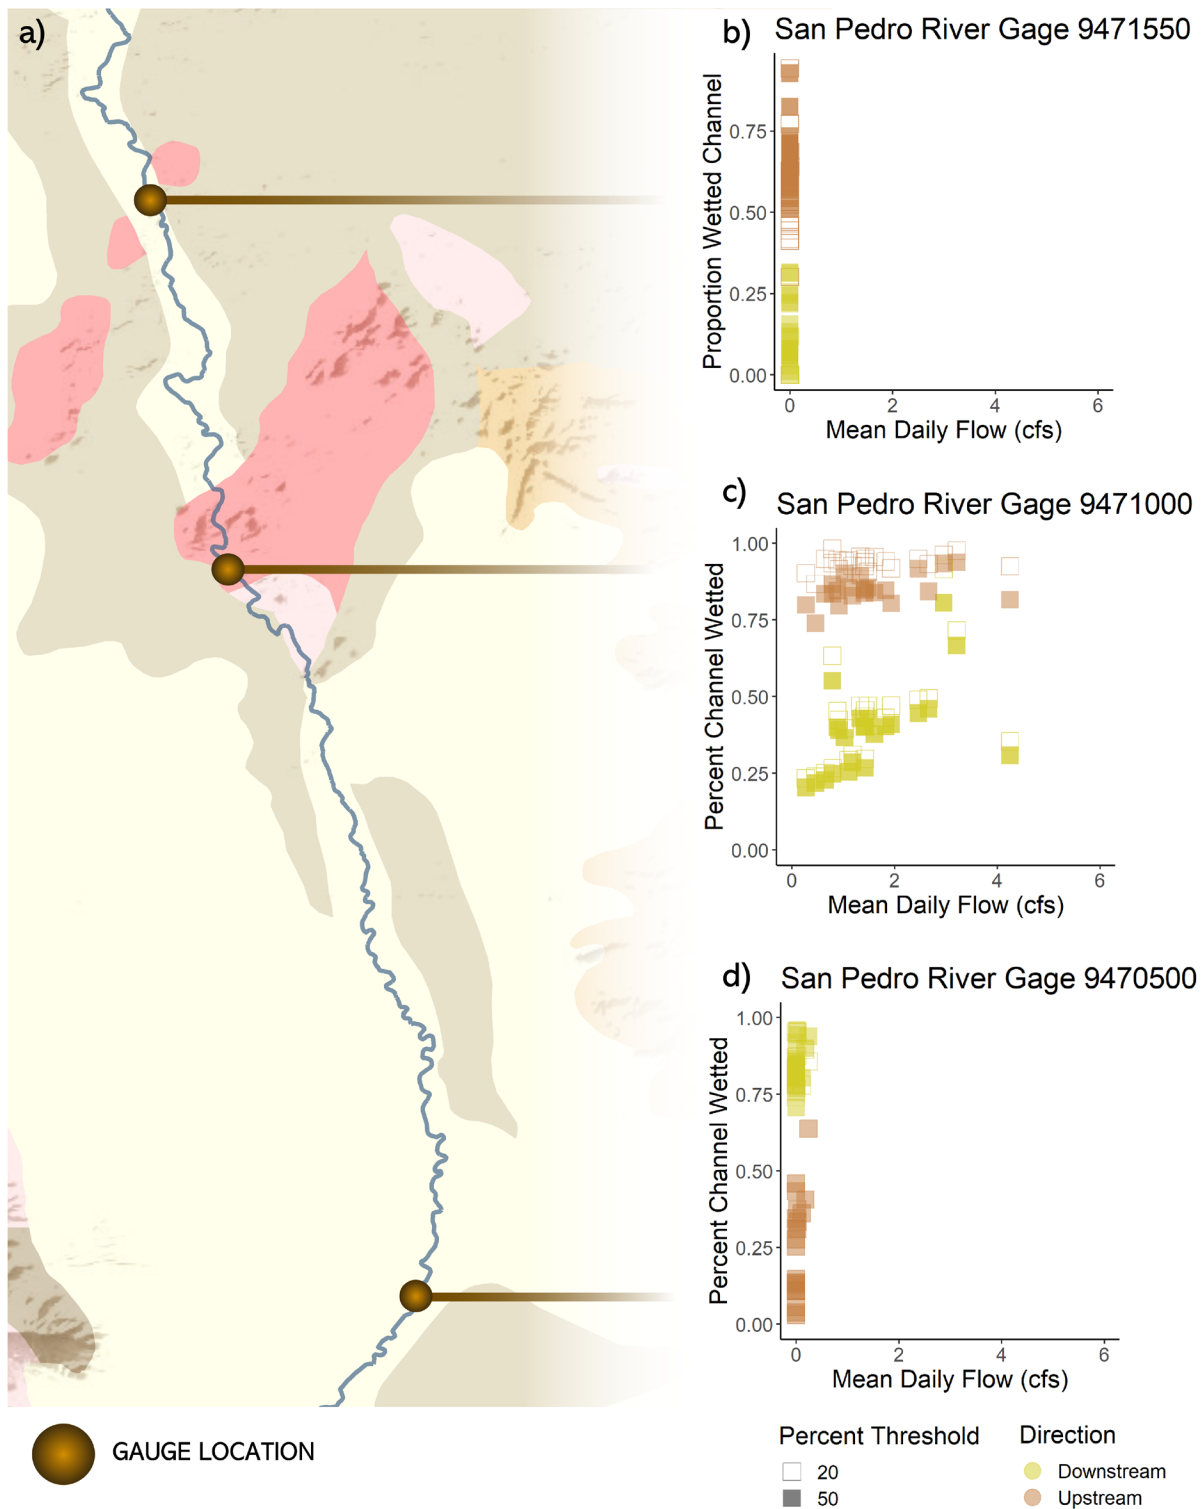 a)
b) San Pedro River Gage 9471550
Proportion Wetted Channel
0.75
0.50
0.25
0.00
0 2 4 6
Mean Daily Flow (cfs)
c) San Pedro River Gage 9471000
Percent Channel Wetted
1.00
0.75
0.50
0.25
0.00
0 2 4 6
Mean Daily Flow (cfs)
d) San Pedro River Gage 9470500
Percent Channel Wetted
1.00
0.75
0.50
0.25
0.00
0 2 4 6
Mean Daily Flow (cfs)
GAUGE LOCATION
Percent Threshold
20
50
Direction
Downstream
Upstream